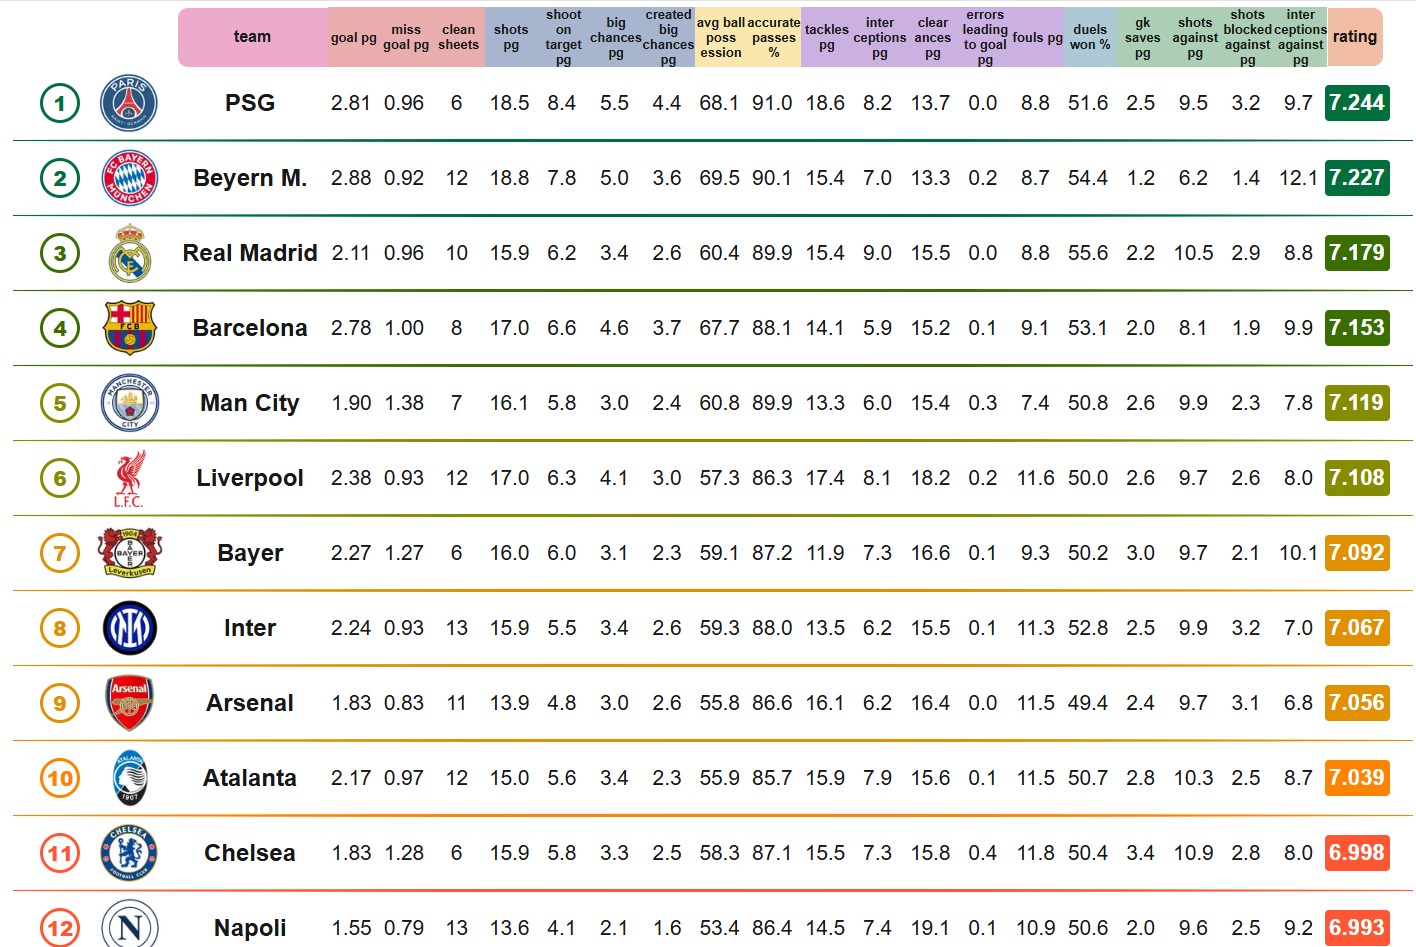 team goal pg miss goal pg clean sheets shots pg shoot on target pg big chances pg created big chances pg avg ball poss ession accurate passes % tackles pg inter ceptions pg clear ances pg errors leading to goal pg fouls pg duels won % gk saves pg shots against pg shots blocked against pg inter ceptions against pg rating
1 PARIS SAINT-GERMAIN PSG 2.81 0.96 6 18.5 8.4 5.5 4.4 68.1 91.0 18.6 8.2 13.7 0.0 8.8 51.6 2.5 9.5 3.2 9.7 7.244
2 FC BAYERN MÜNCHEN Beyern M. 2.88 0.92 12 18.8 7.8 5.0 3.6 69.5 90.1 15.4 7.0 13.3 0.2 8.7 54.4 1.2 6.2 1.4 12.1 7.227
3 Real Madrid 2.11 0.96 10 15.9 6.2 3.4 2.6 60.4 89.9 15.4 9.0 15.5 0.0 8.8 55.6 2.2 10.5 2.9 8.8 7.179
4 FCB Barcelona 2.78 1.00 8 17.0 6.6 4.6 3.7 67.7 88.1 14.1 5.9 15.2 0.1 9.1 53.1 2.0 8.1 1.9 9.9 7.153
5 MANCHESTER CITY Man City 1.90 1.38 7 16.1 5.8 3.0 2.4 60.8 89.9 13.3 6.0 15.4 0.3 7.4 50.8 2.6 9.9 2.3 7.8 7.119
6 L.F.C. Liverpool 2.38 0.93 12 17.0 6.3 4.1 3.0 57.3 86.3 17.4 8.1 18.2 0.2 11.6 50.0 2.6 9.7 2.6 8.0 7.108
7 1904 BAYER BAYER Leverkusen Bayer 2.27 1.27 6 16.0 6.0 3.1 2.3 59.1 87.2 11.9 7.3 16.6 0.1 9.3 50.2 3.0 9.7 2.1 10.1 7.092
8 Inter 2.24 0.93 13 15.9 5.5 3.4 2.6 59.3 88.0 13.5 6.2 15.5 0.1 11.3 52.8 2.5 9.9 3.2 7.0 7.067
9 Arsenal Arsenal 1.83 0.83 11 13.9 4.8 3.0 2.6 55.8 86.6 16.1 6.2 16.4 0.0 11.5 49.4 2.4 9.7 3.1 6.8 7.056
10 ATALANTA 1907 Atalanta 2.17 0.97 12 15.0 5.6 3.4 2.3 55.9 85.7 15.9 7.9 15.6 0.1 11.5 50.7 2.8 10.3 2.5 8.7 7.039
11 CHELSEA FOOTBALL CLUB Chelsea 1.83 1.28 6 15.9 5.8 3.3 2.5 58.3 87.1 15.5 7.3 15.8 0.4 11.8 50.4 3.4 10.9 2.8 8.0 6.998
12 N Napoli 1.55 0.79 13 13.6 4.1 2.1 1.6 53.4 86.4 14.5 7.4 19.1 0.1 10.9 50.6 2.0 9.6 2.5 9.2 6.993